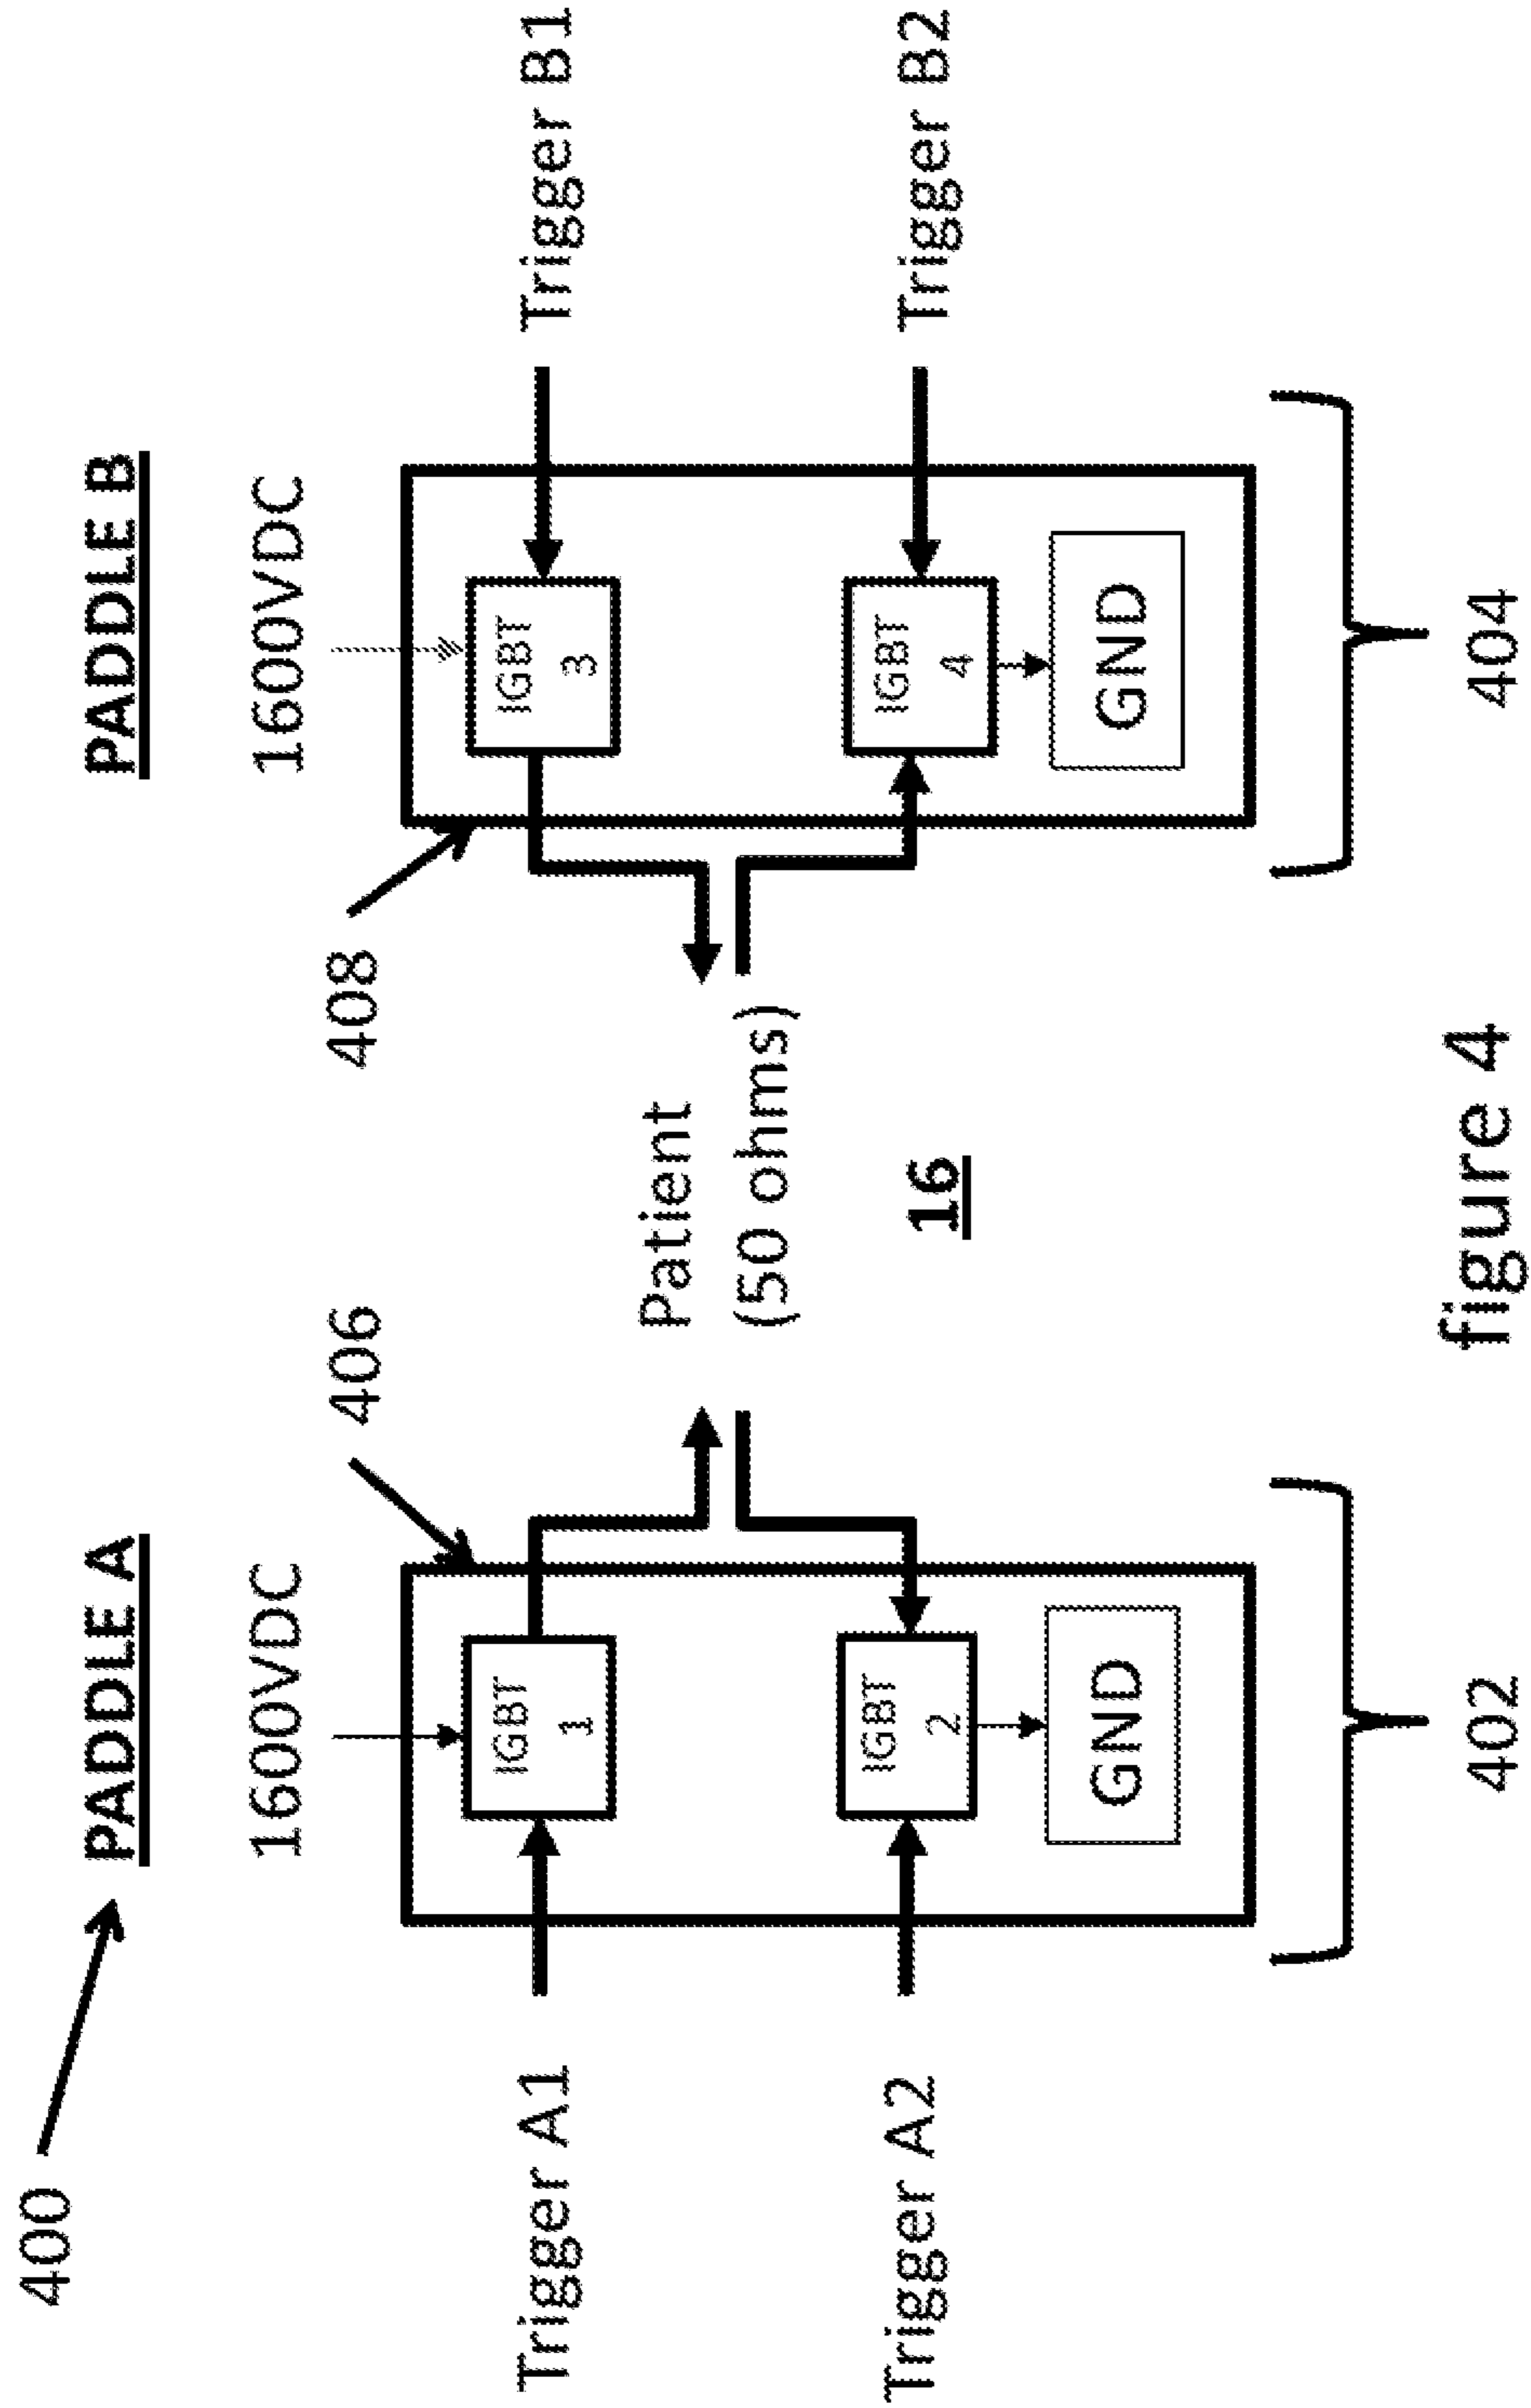 400
PADDLE A
PADDLE B
1600VDC
1600VDC
406
408
Trigger A1
IGBT
1
IGBT
3
Trigger B1
Patient
(50 ohms)
16
Trigger A2
IGBT
2
IGBT
4
Trigger B2
GND
GND
402
404
figure 4